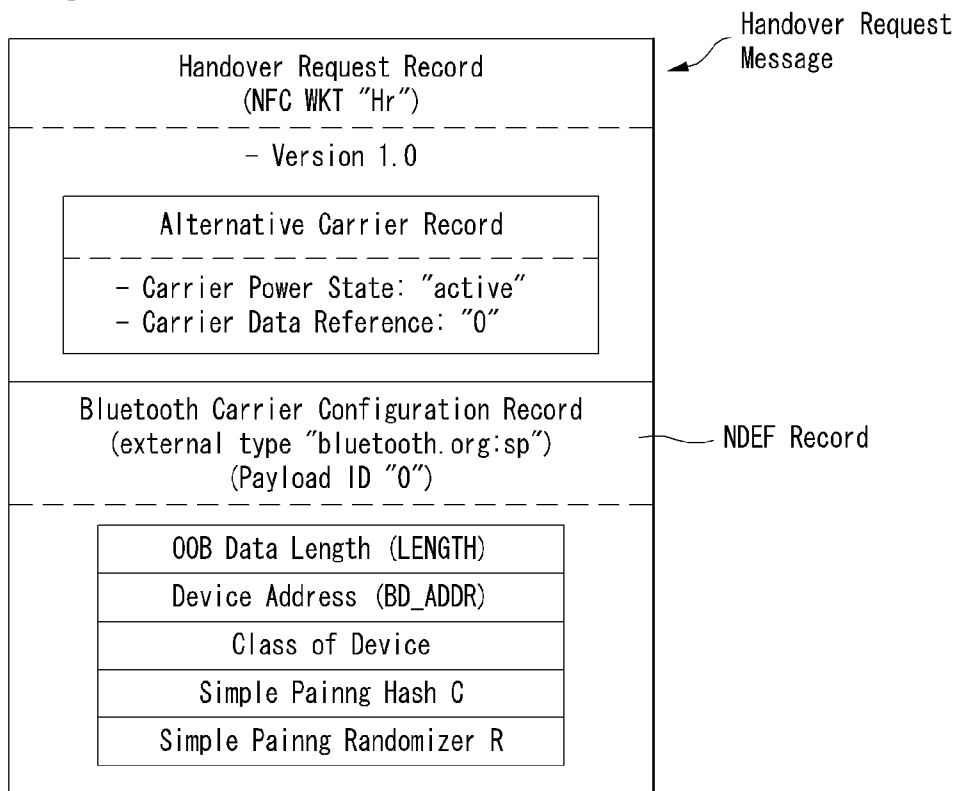 Handover Request
Message
Handover Request Record
(NFC WKT "Hr")
- Version 1.0
Alternative Carrier Record
- Carrier Power State: "active"
- Carrier Data Reference: "0"
Bluetooth Carrier Configuration Record
(external type "bluetooth.org:sp")
(Payload ID "0")
NDEF Record
OOB Data Length (LENGTH)
Device Address (BD_ADDR)
Class of Device
Simple Painng Hash C
Simple Painng Randomizer R